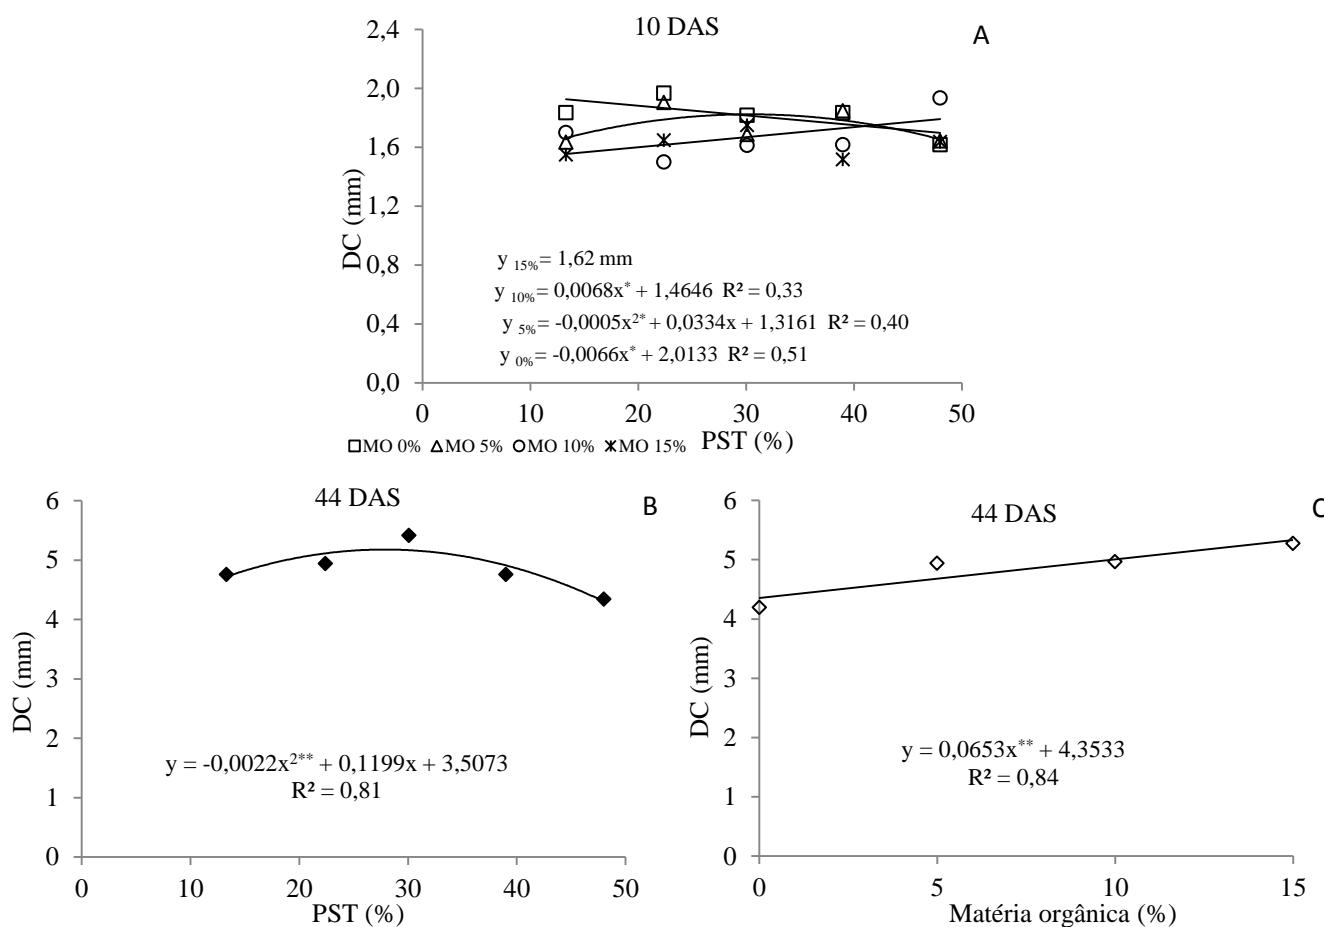 10 DAS
A
2,4
2,0
1,6
1,2
0,8
0,4
0,0
DC (mm)
y 15%= 1,62 mm
y 10%= 0,0068x* + 1,4646 R² = 0,33
y 5%= -0,0005x²* + 0,0334x + 1,3161 R² = 0,40
y 0%= -0,0066x* + 2,0133 R² = 0,51
0 10 20 30 40 50
PST (%)
MO 0% MO 5% MO 10% MO 15%
44 DAS
B
6
5
4
3
2
1
0
DC (mm)
y = -0,0022x²** + 0,1199x + 3,5073
R² = 0,81
0 10 20 30 40 50
PST (%)
44 DAS
C
6
5
4
3
2
1
0
DC (mm)
y = 0,0653x** + 4,3533
R² = 0,84
0 5 10 15
Matéria orgânica (%)